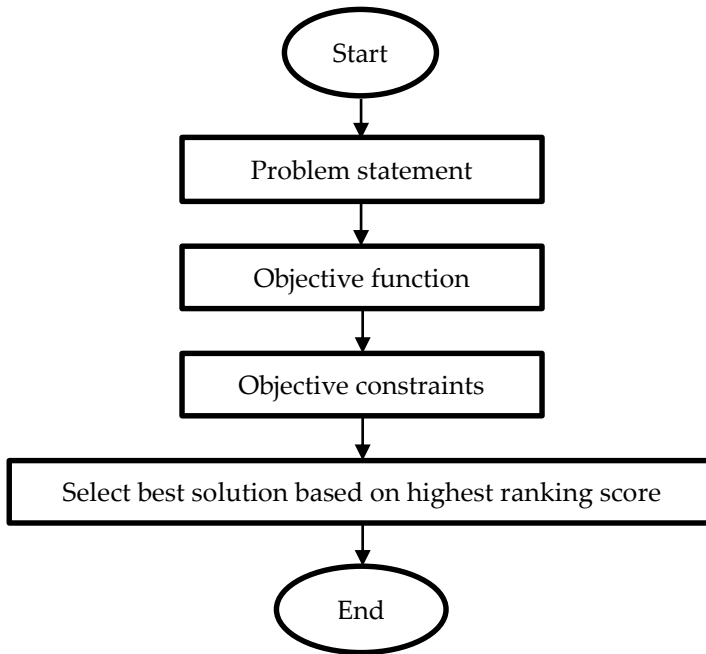 Start
Problem statement
Objective function
Objective constraints
Select best solution based on highest ranking score
End